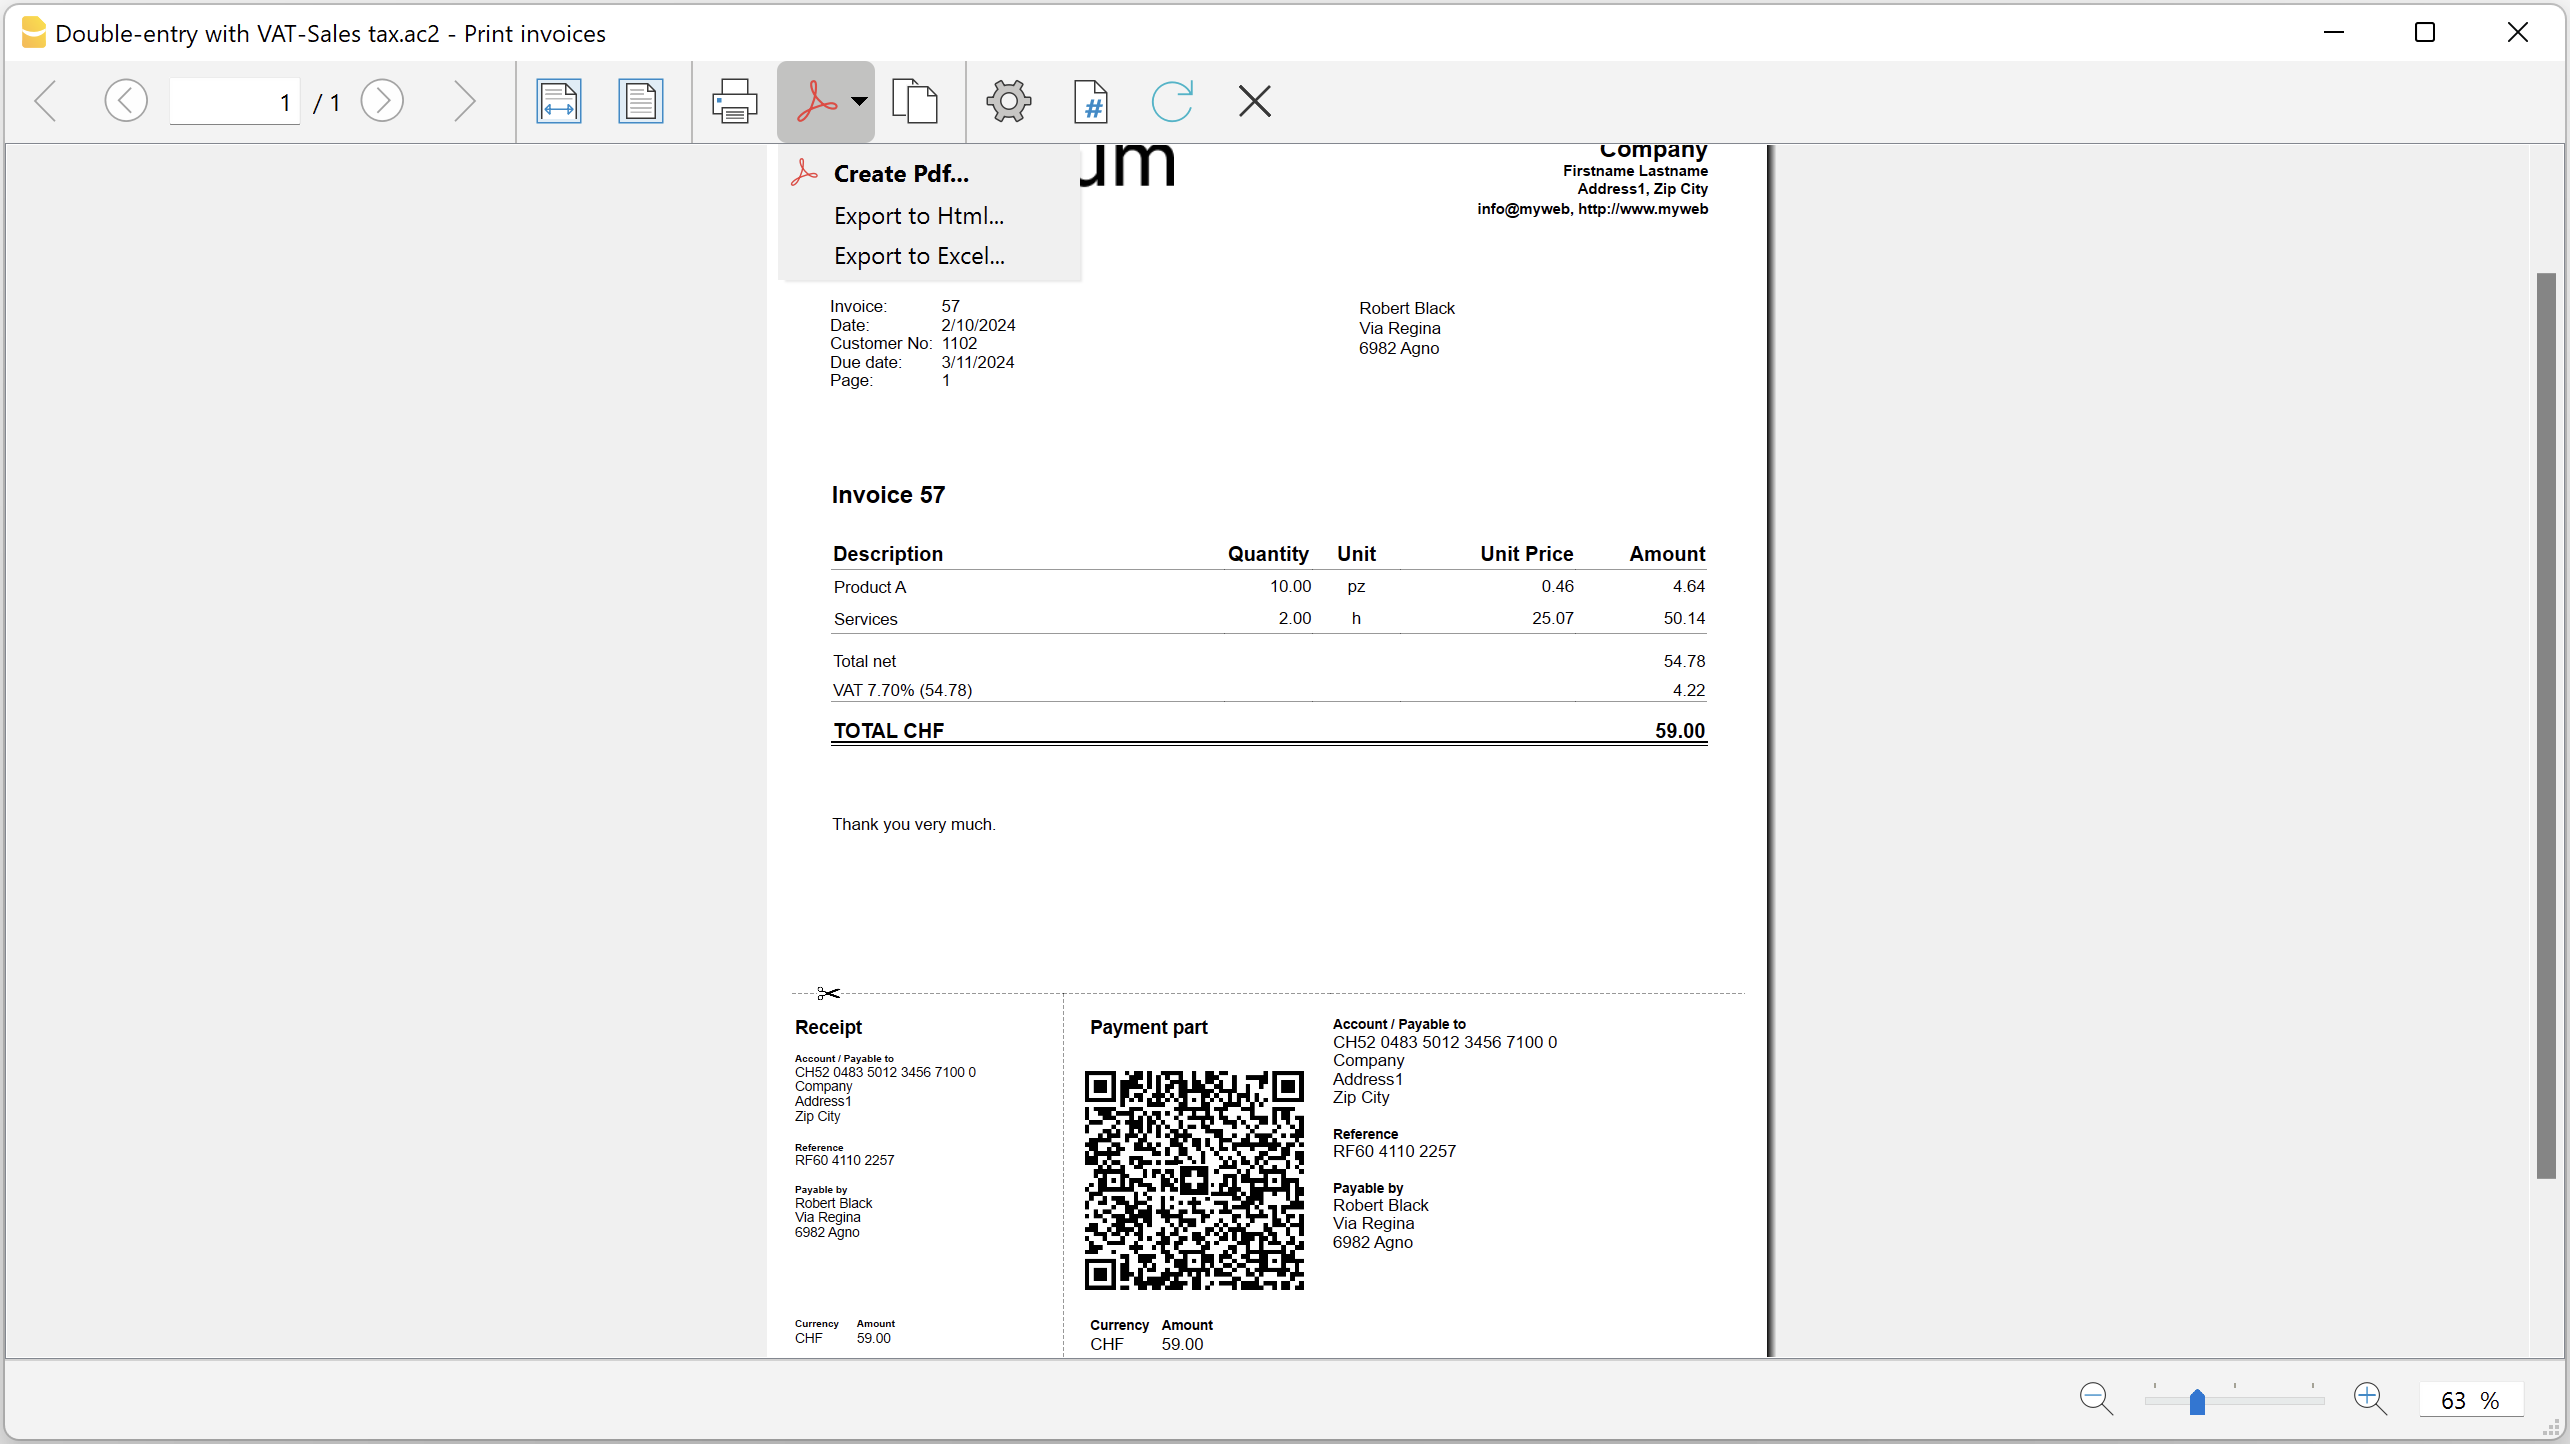 Double-entry with VAT-Sales tax.ac2 - Print invoices
1 / 1
Create Pdf...
Export to Html...
Export to Excel...
um
Company
Firstname Lastname
Address1, Zip City
info@myweb, http://www.myweb
Invoice: 57
Date: 2/10/2024
Customer No: 1102
Due date: 3/11/2024
Page: 1
Robert Black
Via Regina
6982 Agno
Invoice 57
Description Quantity Unit Unit Price Amount
Product A 10.00 pz 0.46 4.64
Services 2.00 h 25.07 50.14
Total net 54.78
VAT 7.70% (54.78) 4.22
TOTAL CHF 59.00
Thank you very much.
Receipt
Account / Payable to
CH52 0483 5012 3456 7100 0
Company
Address1
Zip City
Reference
RF60 4110 2257
Payable by
Robert Black
Via Regina
6982 Agno
Currency Amount
CHF 59.00
Payment part
Currency Amount
CHF 59.00
Account / Payable to
CH52 0483 5012 3456 7100 0
Company
Address1
Zip City
Reference
RF60 4110 2257
Payable by
Robert Black
Via Regina
6982 Agno
63 %